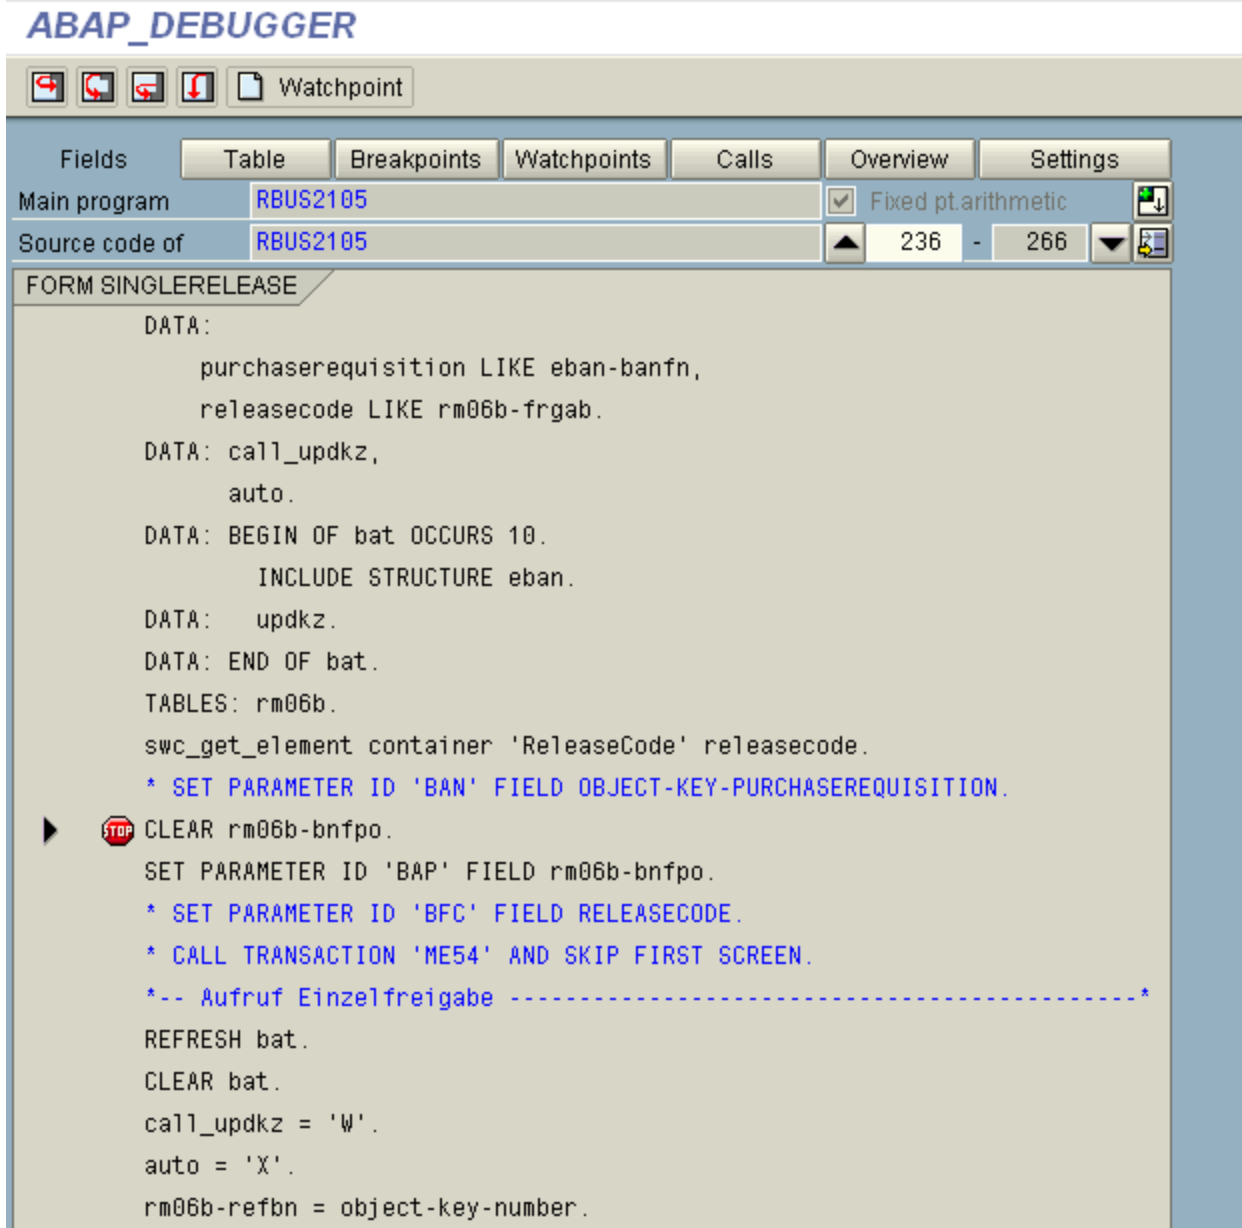 ABAP_DEBUGGER
Watchpoint
Fields Table Breakpoints Watchpoints Calls Overview Settings
Main program RBUS2105 Fixed pt.arithmetic
Source code of RBUS2105 236 - 266
FORM SINGLERELEASE
DATA:
purchaserequisition LIKE eban-banfn,
releasecode LIKE rm06b-frgab.
DATA: call_updkz,
auto.
DATA: BEGIN OF bat OCCURS 10.
INCLUDE STRUCTURE eban.
DATA: updkz.
DATA: END OF bat.
TABLES: rm06b.
swc_get_element container 'ReleaseCode' releasecode.
* SET PARAMETER ID 'BAN' FIELD OBJECT-KEY-PURCHASEREQUISITION.
STOP CLEAR rm06b-bnfpo.
SET PARAMETER ID 'BAP' FIELD rm06b-bnfpo.
* SET PARAMETER ID 'BFC' FIELD RELEASECODE.
* CALL TRANSACTION 'ME54' AND SKIP FIRST SCREEN.
*-- Aufruf Einzelfreigabe ---------------------------------------------*
REFRESH bat.
CLEAR bat.
call_updkz = 'W'.
auto = 'X'.
rm06b-refbn = object-key-number.